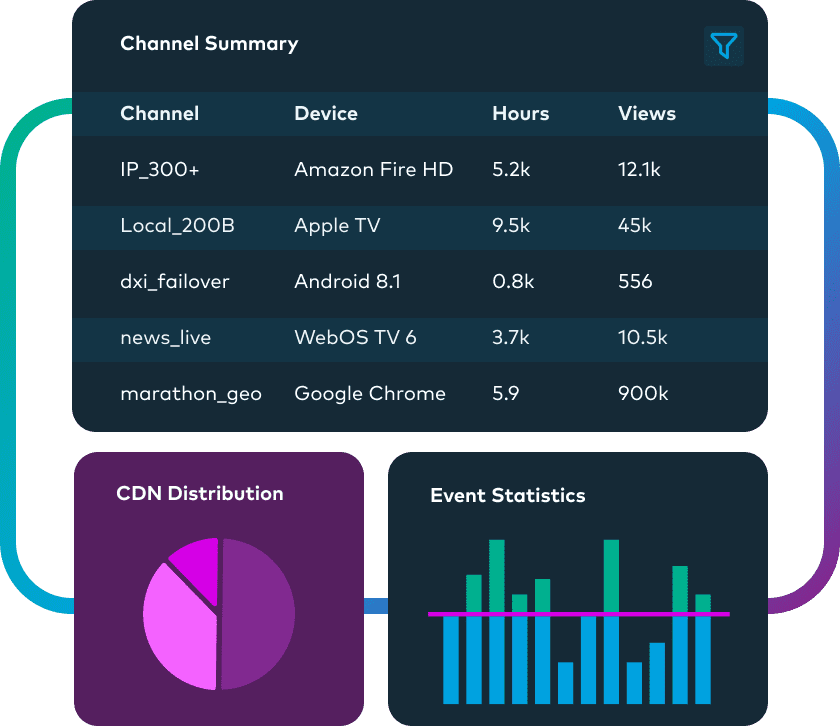 Channel Summary
Channel Device Hours Views
IP_300+ Amazon Fire HD 5.2k 12.1k
Local_200B Apple TV 9.5k 45k
dxi_failover Android 8.1 0.8k 556
news_live WebOS TV 6 3.7k 10.5k
marathon_geo Google Chrome 5.9 900k
CDN Distribution
Event Statistics